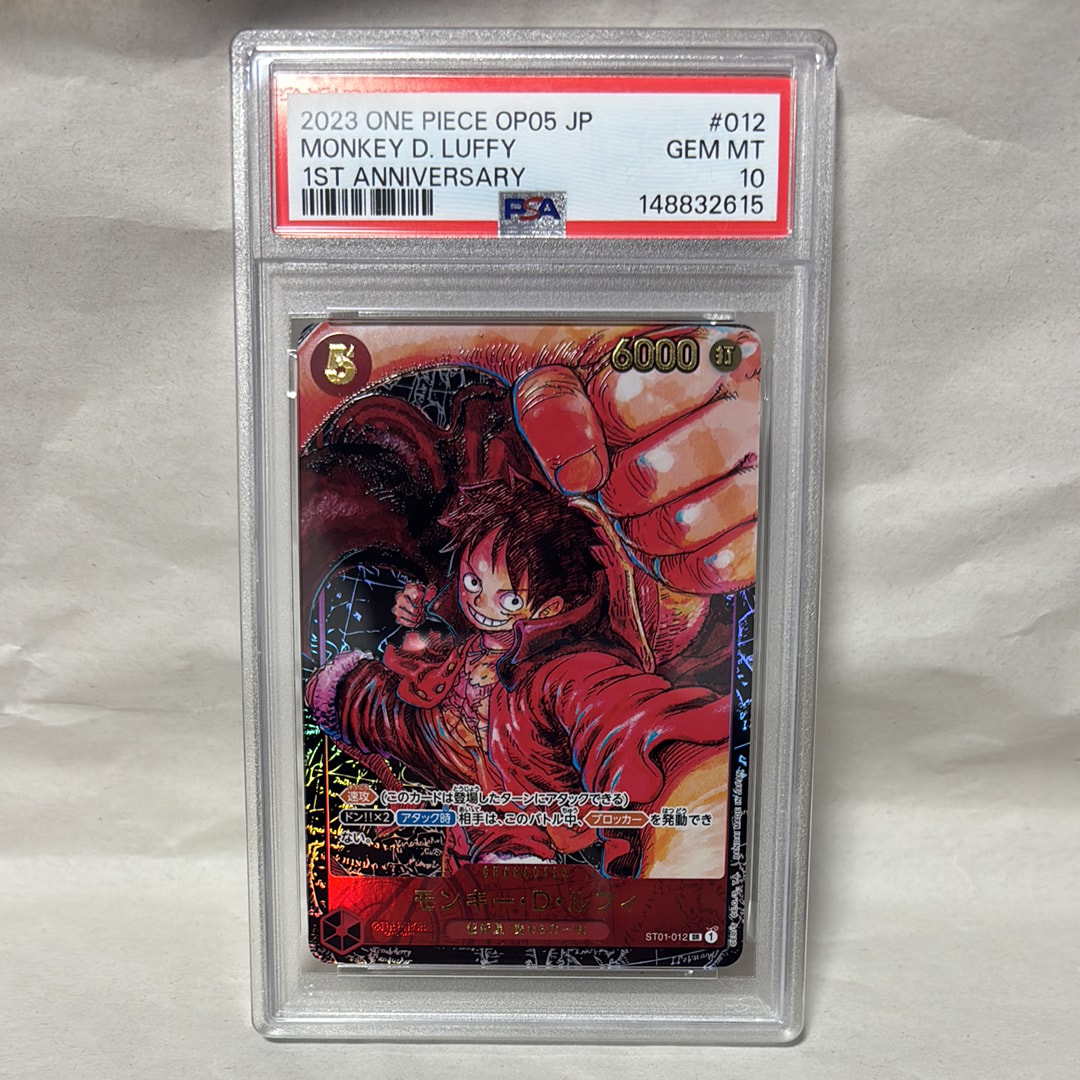 2023 ONE PIECE OP05 JP #012
MONKEY D. LUFFY GEM MT
1ST ANNIVERSARY 10
PSA 148832615
5 6000 打
速攻 (このカードは登場したターンにアタックできる)
ドン!!×2 アタック時 相手は、このバトル中、ブロッカー を発動でき
ない。
CHARACTER
モンキー・D・ルフィ
ST01-012 SR 1